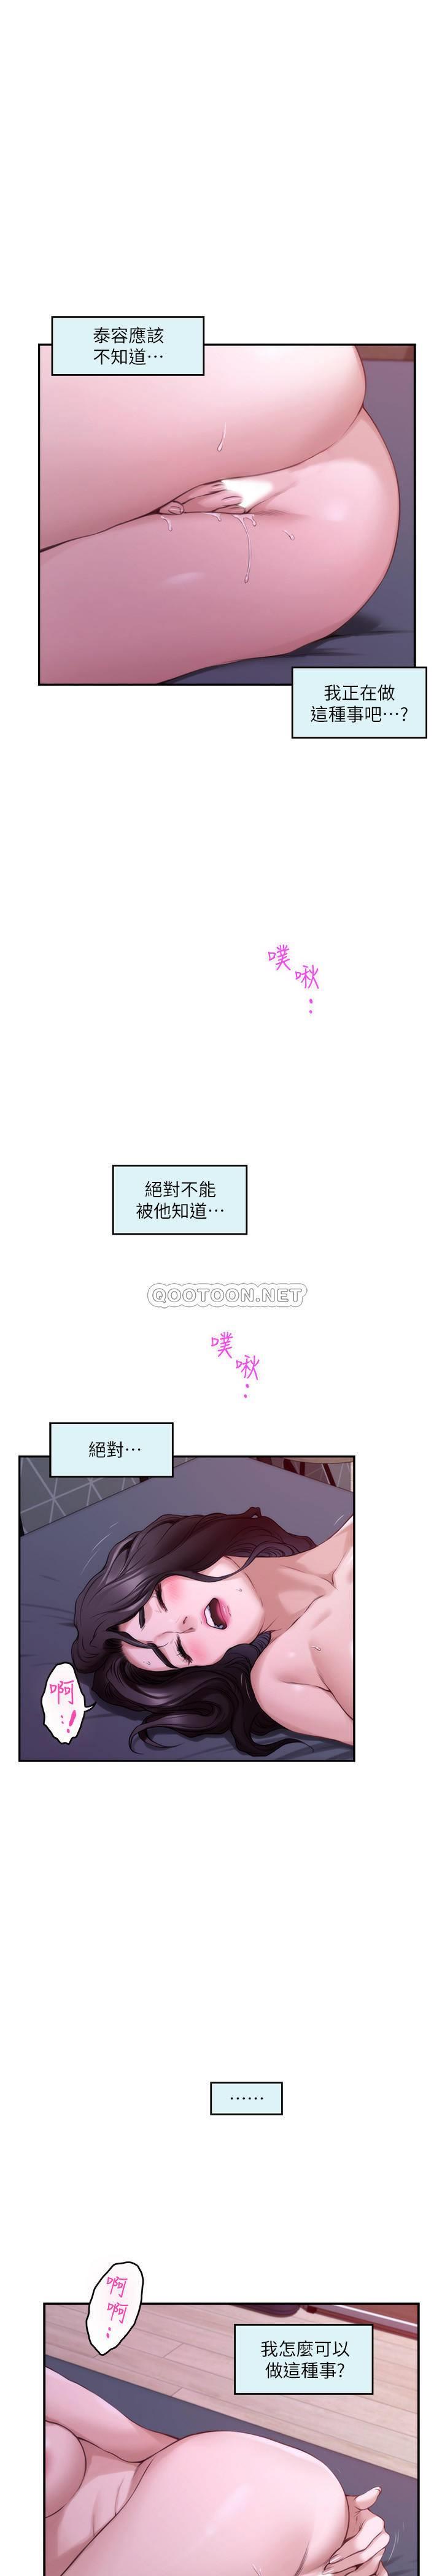 泰容應該
不知道…
我正在做
這種事吧…?
噗
啾
:
絕對不能
被他知道…
QOOTOON.NET
噗
啾
:
絕對…
啊
:!
……
啊
啊
:
我怎麼可以
做這種事?